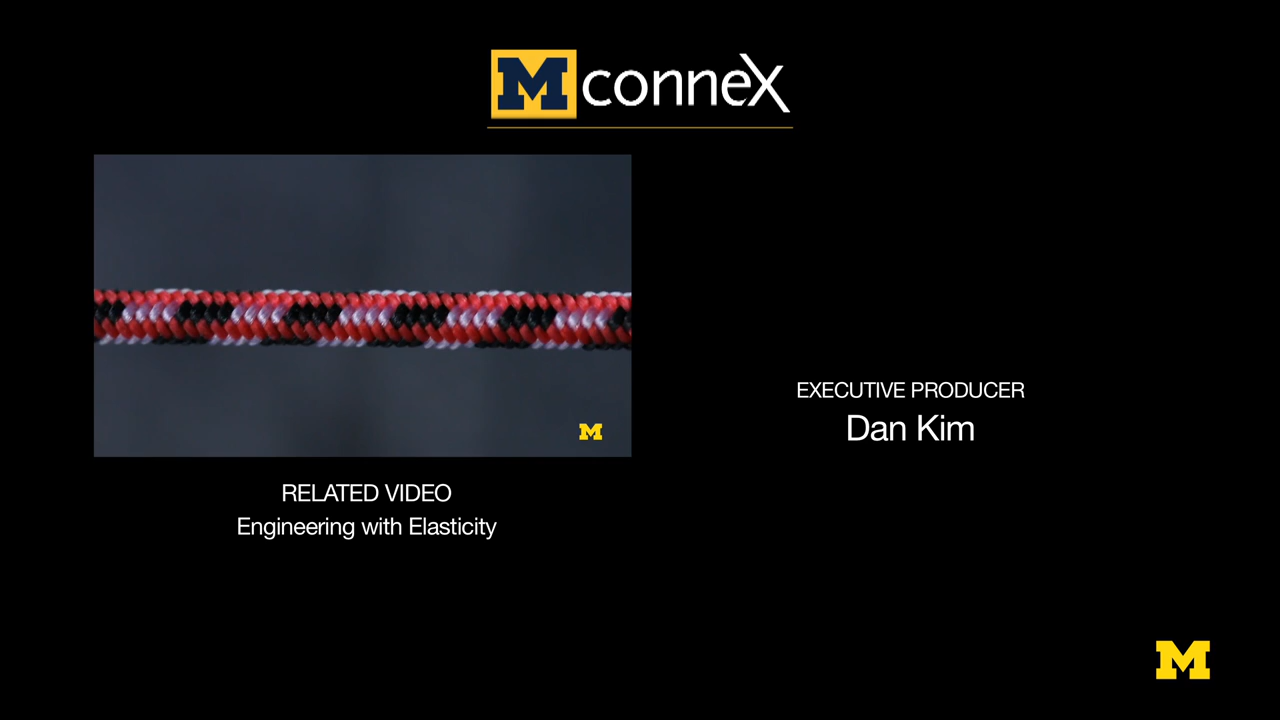 M conneX
EXECUTIVE PRODUCER
Dan Kim
M
RELATED VIDEO
Engineering with Elasticity
M